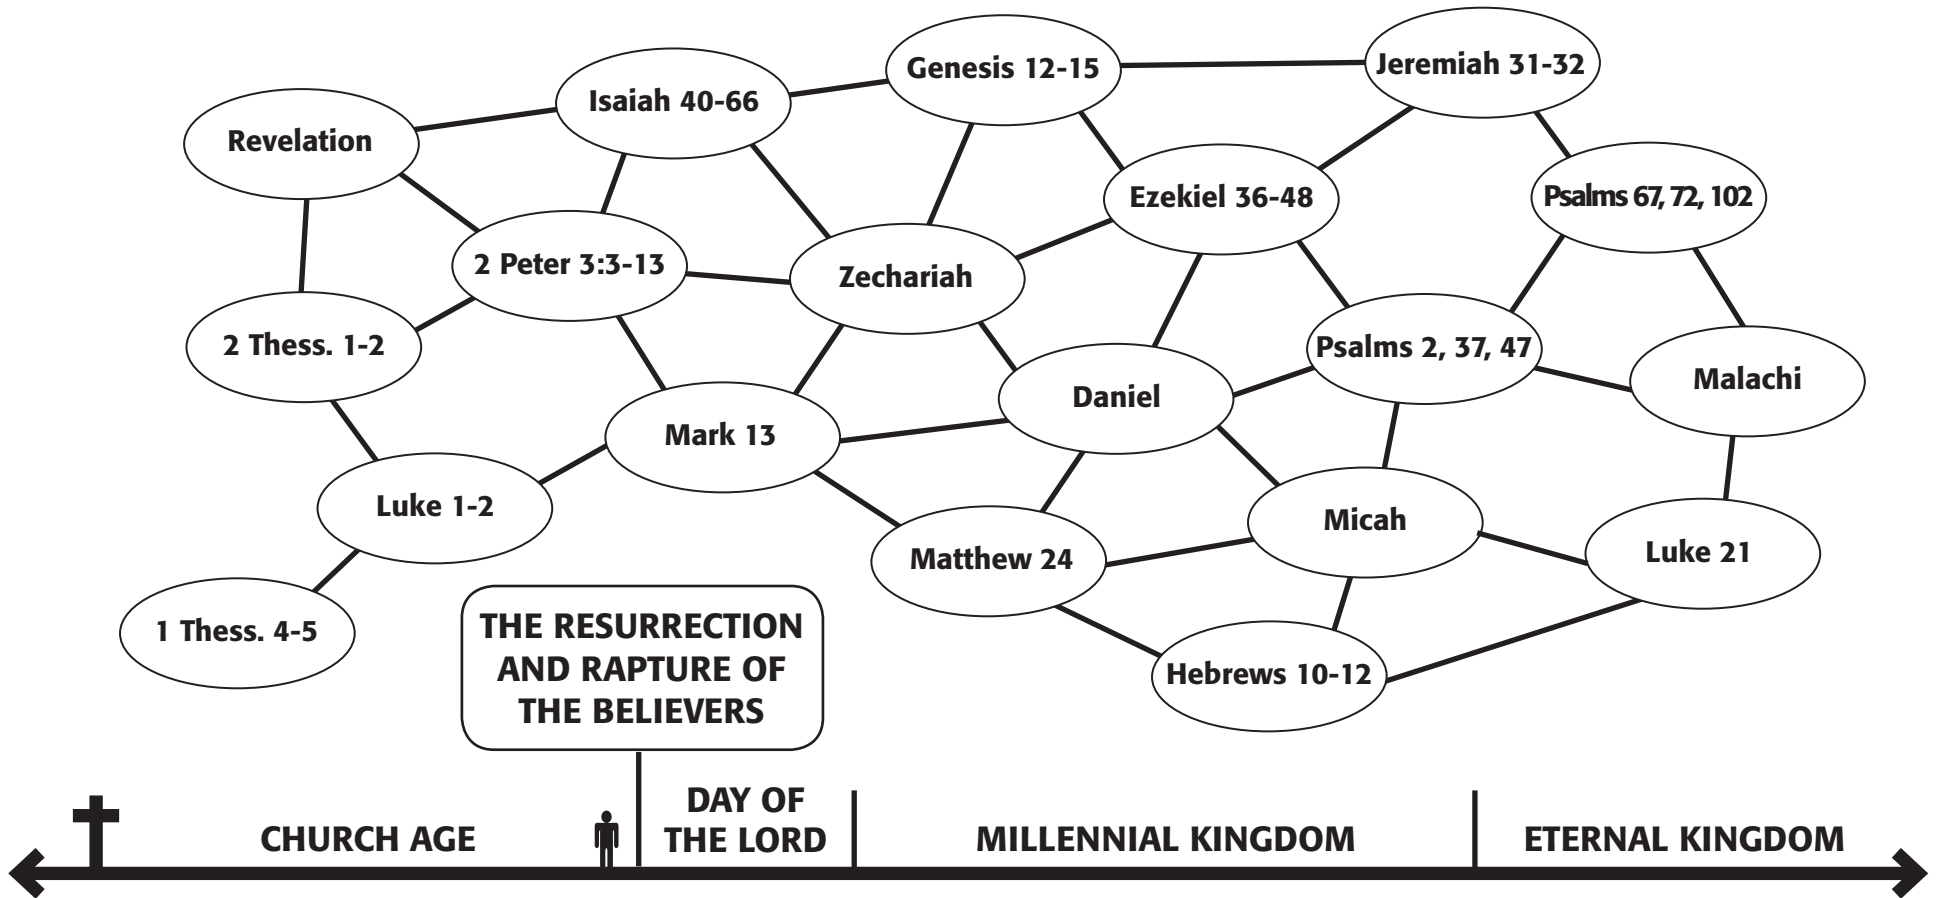 Genesis 12-15
Jeremiah 31-32
Isaiah 40-66
Revelation
Ezekiel 36-48
Psalms 67, 72, 102
2 Peter 3:3-13
Zechariah
2 Thess. 1-2
Psalms 2, 37, 47
Malachi
Daniel
Mark 13
Luke 1-2
Micah
Matthew 24
Luke 21
1 Thess. 4-5
Hebrews 10-12
THE RESURRECTION
AND RAPTURE OF
THE BELIEVERS
CHURCH AGE
DAY OF
THE LORD
MILLENNIAL KINGDOM
ETERNAL KINGDOM